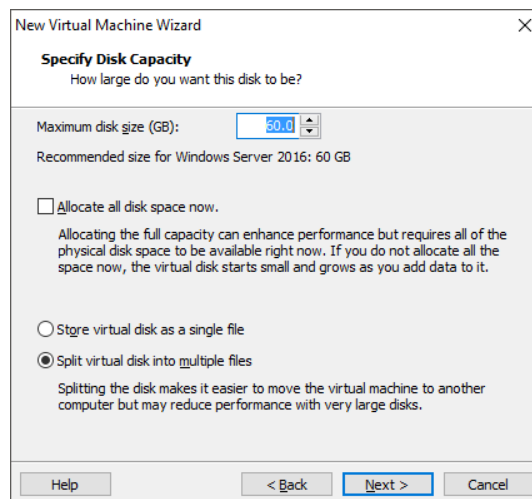 New Virtual Machine Wizard
Specify Disk Capacity
How large do you want this disk to be?
Maximum disk size (GB): 60.0
Recommended size for Windows Server 2016: 60 GB
Allocate all disk space now.
Allocating the full capacity can enhance performance but requires all of the
physical disk space to be available right now. If you do not allocate all the
space now, the virtual disk starts small and grows as you add data to it.
Store virtual disk as a single file
Split virtual disk into multiple files
Splitting the disk makes it easier to move the virtual machine to another
computer but may reduce performance with very large disks.
Help < Back Next > Cancel